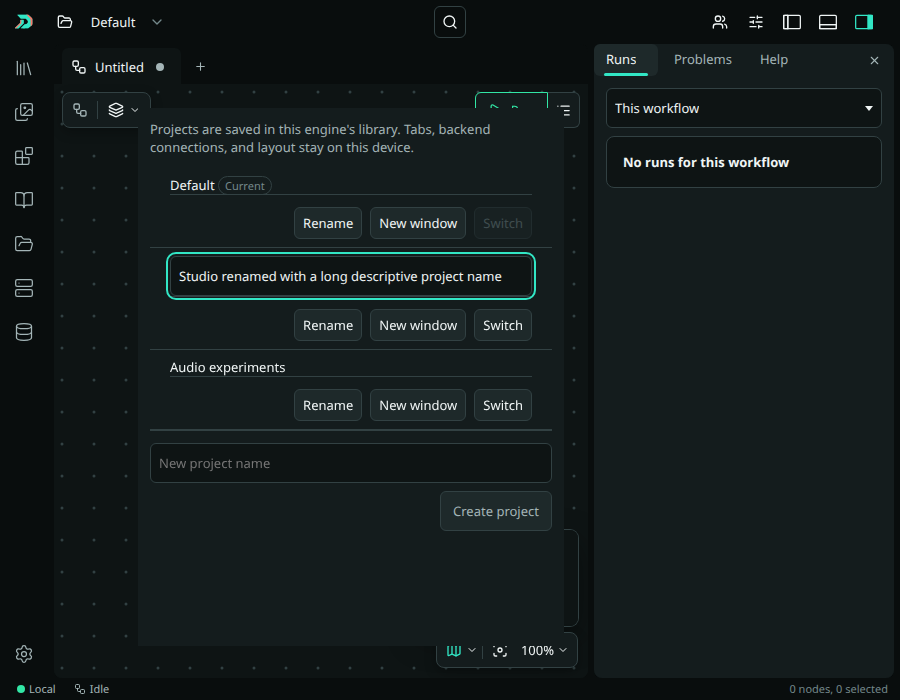 Default
Untitled
Runs
Problems
Help
This workflow
No runs for this workflow
Projects are saved in this engine's library. Tabs, backend
connections, and layout stay on this device.
Default Current
Rename New window Switch
Studio renamed with a long descriptive project name
Rename New window Switch
Audio experiments
Rename New window Switch
New project name
Create project
100%
Local
Idle
0 nodes, 0 selected